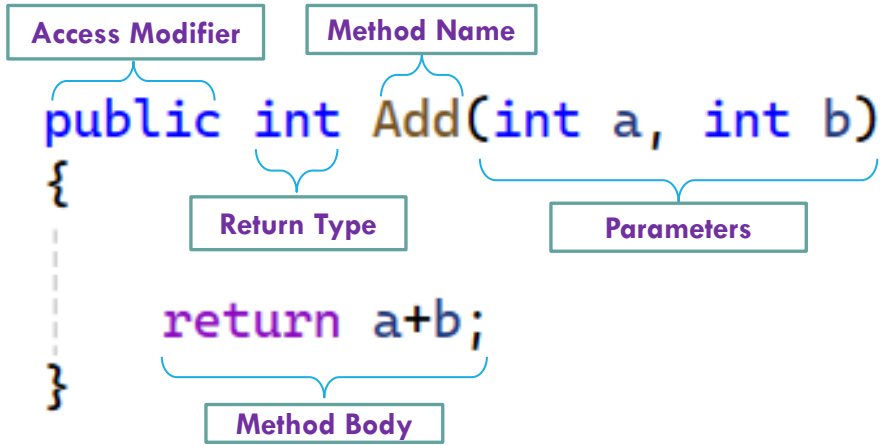 Access Modifier
Method Name
public int Add(int a, int b)
{
Return Type
Parameters
return a+b;
}
Method Body